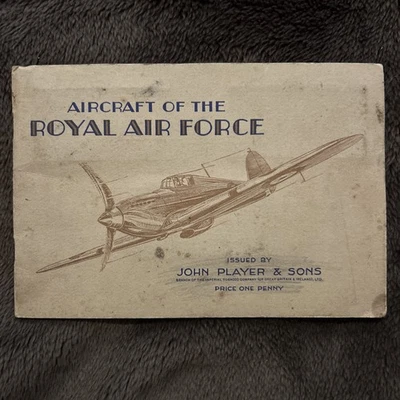 AIRCRAFT OF THE
ROYAL AIR FORCE
ISSUED BY
JOHN PLAYER & SONS
BRANCH OF THE IMPERIAL TOBACCO COMPANY (OF GREAT BRITAIN & IRELAND), LTD.
PRICE ONE PENNY